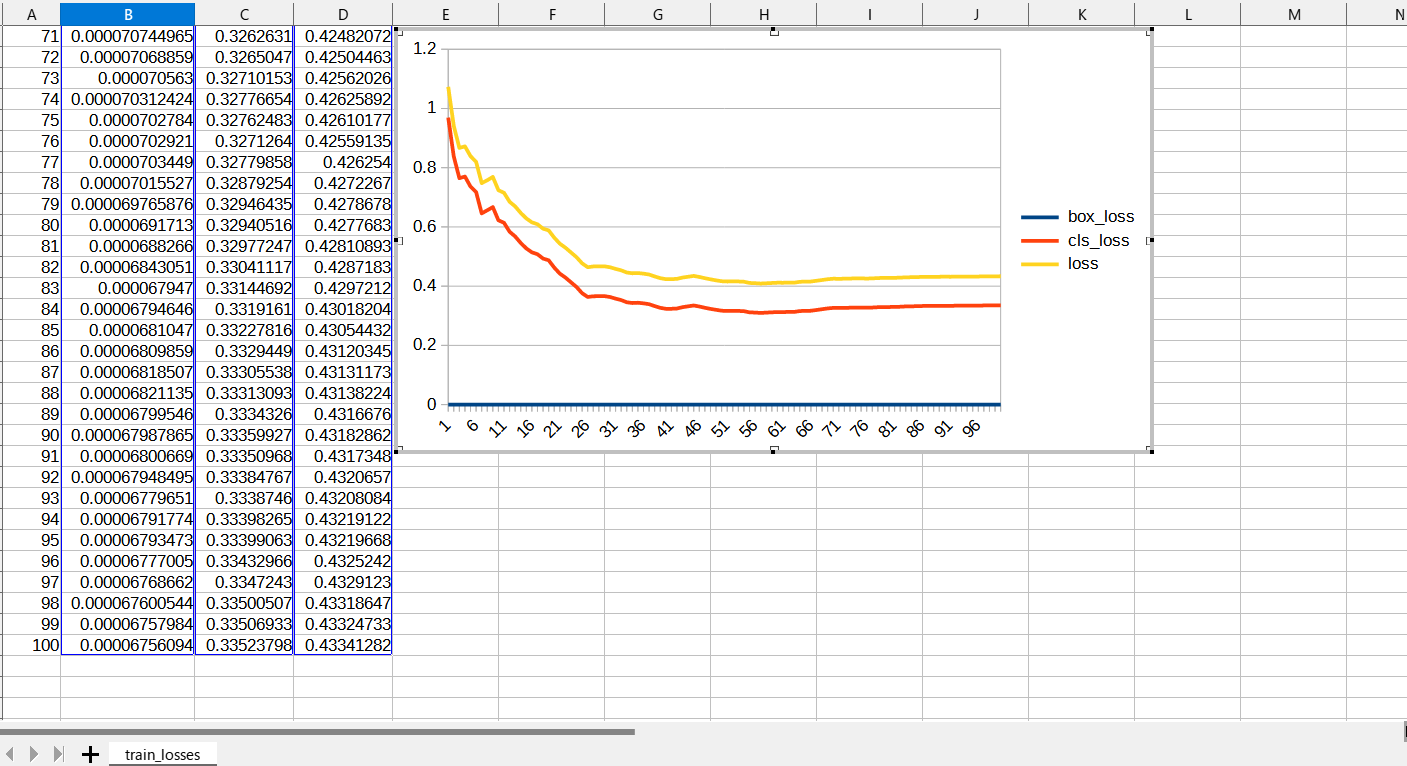 A B C D E F G H I J K L M N
71 0.000070744965 0.3262631 0.42482072
72 0.00007068859 0.3265047 0.42504463
73 0.000070563 0.32710153 0.42562026
74 0.000070312424 0.32776654 0.42625892
75 0.0000702784 0.32762483 0.42610177
76 0.0000702921 0.3271264 0.42559135
77 0.0000703449 0.32779858 0.426254
78 0.00007015527 0.32879254 0.4272267
79 0.000069765876 0.32946435 0.4278678
80 0.0000691713 0.32940516 0.4277683
81 0.0000688266 0.32977247 0.42810893
82 0.00006843051 0.33041117 0.4287183
83 0.000067947 0.33144692 0.4297212
84 0.00006794646 0.3319161 0.43018204
85 0.0000681047 0.33227816 0.43054432
86 0.00006809859 0.3329449 0.43120345
87 0.00006818507 0.33305538 0.43131173
88 0.00006821135 0.33313093 0.43138224
89 0.00006799546 0.3334326 0.4316676
90 0.000067987865 0.33359927 0.43182862
91 0.00006800669 0.33350968 0.4317348
92 0.000067948495 0.33384767 0.4320657
93 0.00006779651 0.3338746 0.43208084
94 0.00006791774 0.33398265 0.43219122
95 0.00006793473 0.33399063 0.43219668
96 0.00006777005 0.33432966 0.4325242
97 0.00006768662 0.3347243 0.4329123
98 0.000067600544 0.33500507 0.43318647
99 0.00006757984 0.33506933 0.43324733
100 0.00006756094 0.33523798 0.43341282
1.2
1
0.8
0.6
0.4
0.2
0
1 6 11 16 21 26 31 36 41 46 51 56 61 66 71 76 81 86 91 96
box_loss
cls_loss
loss
train_losses